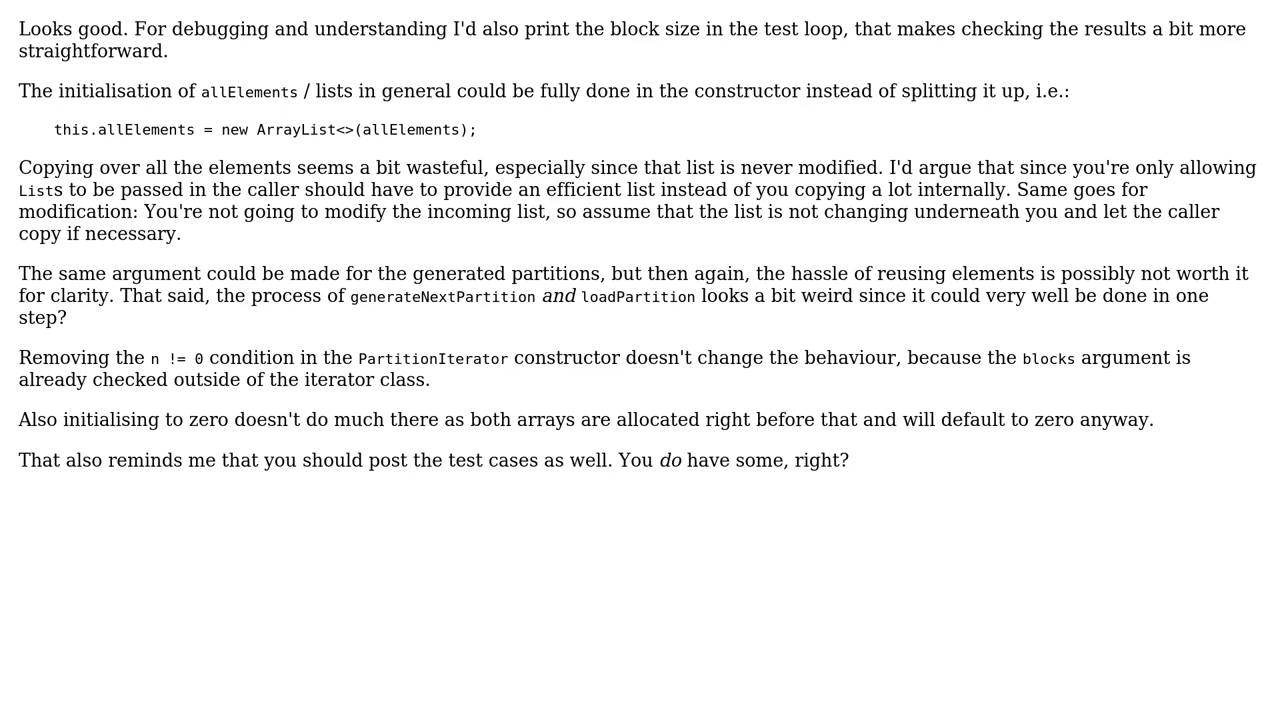 Looks good. For debugging and understanding I'd also print the block size in the test loop, that makes checking the results a bit more
straightforward.
The initialisation of allElements / lists in general could be fully done in the constructor instead of splitting it up, i.e.:
this.allElements = new ArrayList<>(allElements);
Copying over all the elements seems a bit wasteful, especially since that list is never modified. I'd argue that since you're only allowing
Lists to be passed in the caller should have to provide an efficient list instead of you copying a lot internally. Same goes for
modification: You're not going to modify the incoming list, so assume that the list is not changing underneath you and let the caller
copy if necessary.
The same argument could be made for the generated partitions, but then again, the hassle of reusing elements is possibly not worth it
for clarity. That said, the process of generateNextPartition and loadPartition looks a bit weird since it could very well be done in one
step?
Removing the n != 0 condition in the PartitionIterator constructor doesn't change the behaviour, because the blocks argument is
already checked outside of the iterator class.
Also initialising to zero doesn't do much there as both arrays are allocated right before that and will default to zero anyway.
That also reminds me that you should post the test cases as well. You do have some, right?